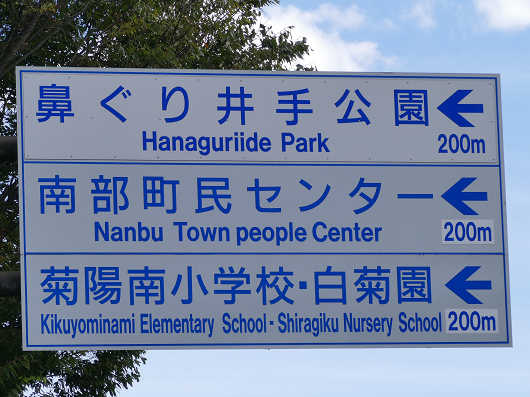 鼻ぐり井手公園 ←
Hanaguriide Park 200m
南部町民センター ←
Nanbu Town people Center 200m
菊陽南小学校・白菊園 ←
Kikuyominami Elementary School - Shiragiku Nursery School 200m